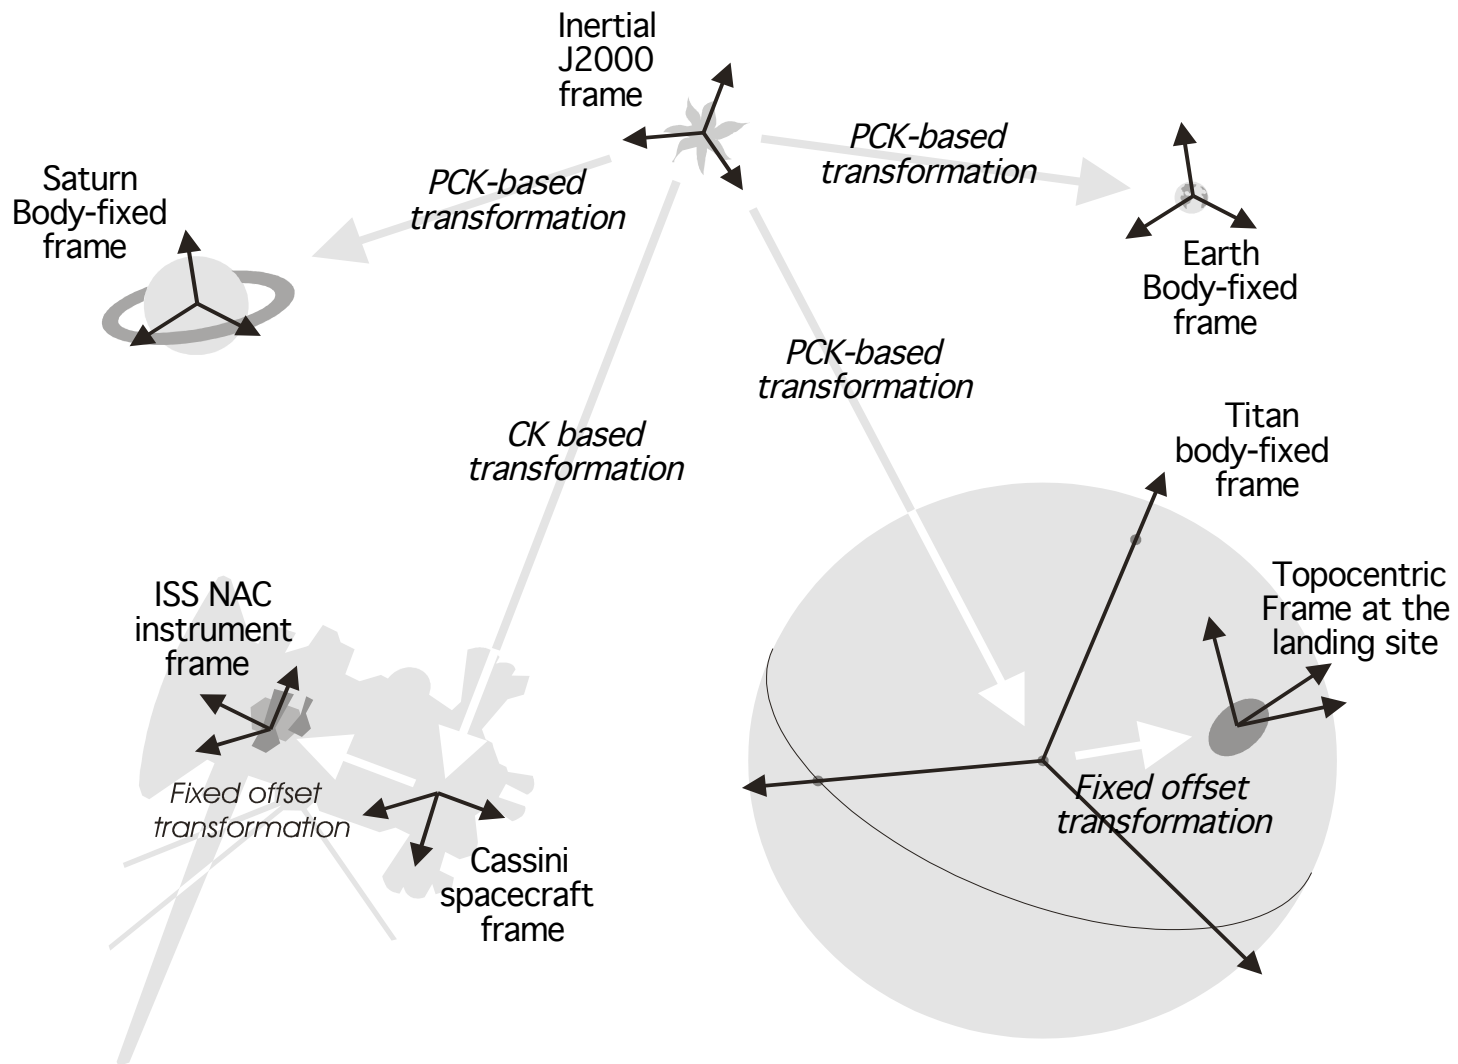 Inertial
J2000
frame
PCK-based
transformation
PCK-based
transformation
Saturn
Body-fixed
frame
Earth
Body-fixed
frame
PCK-based
transformation
CK based
transformation
Titan
body-fixed
frame
ISS NAC
instrument
frame
Topocentric
Frame at the
landing site
Fixed offset
transformation
Fixed offset
transformation
Cassini
spacecraft
frame